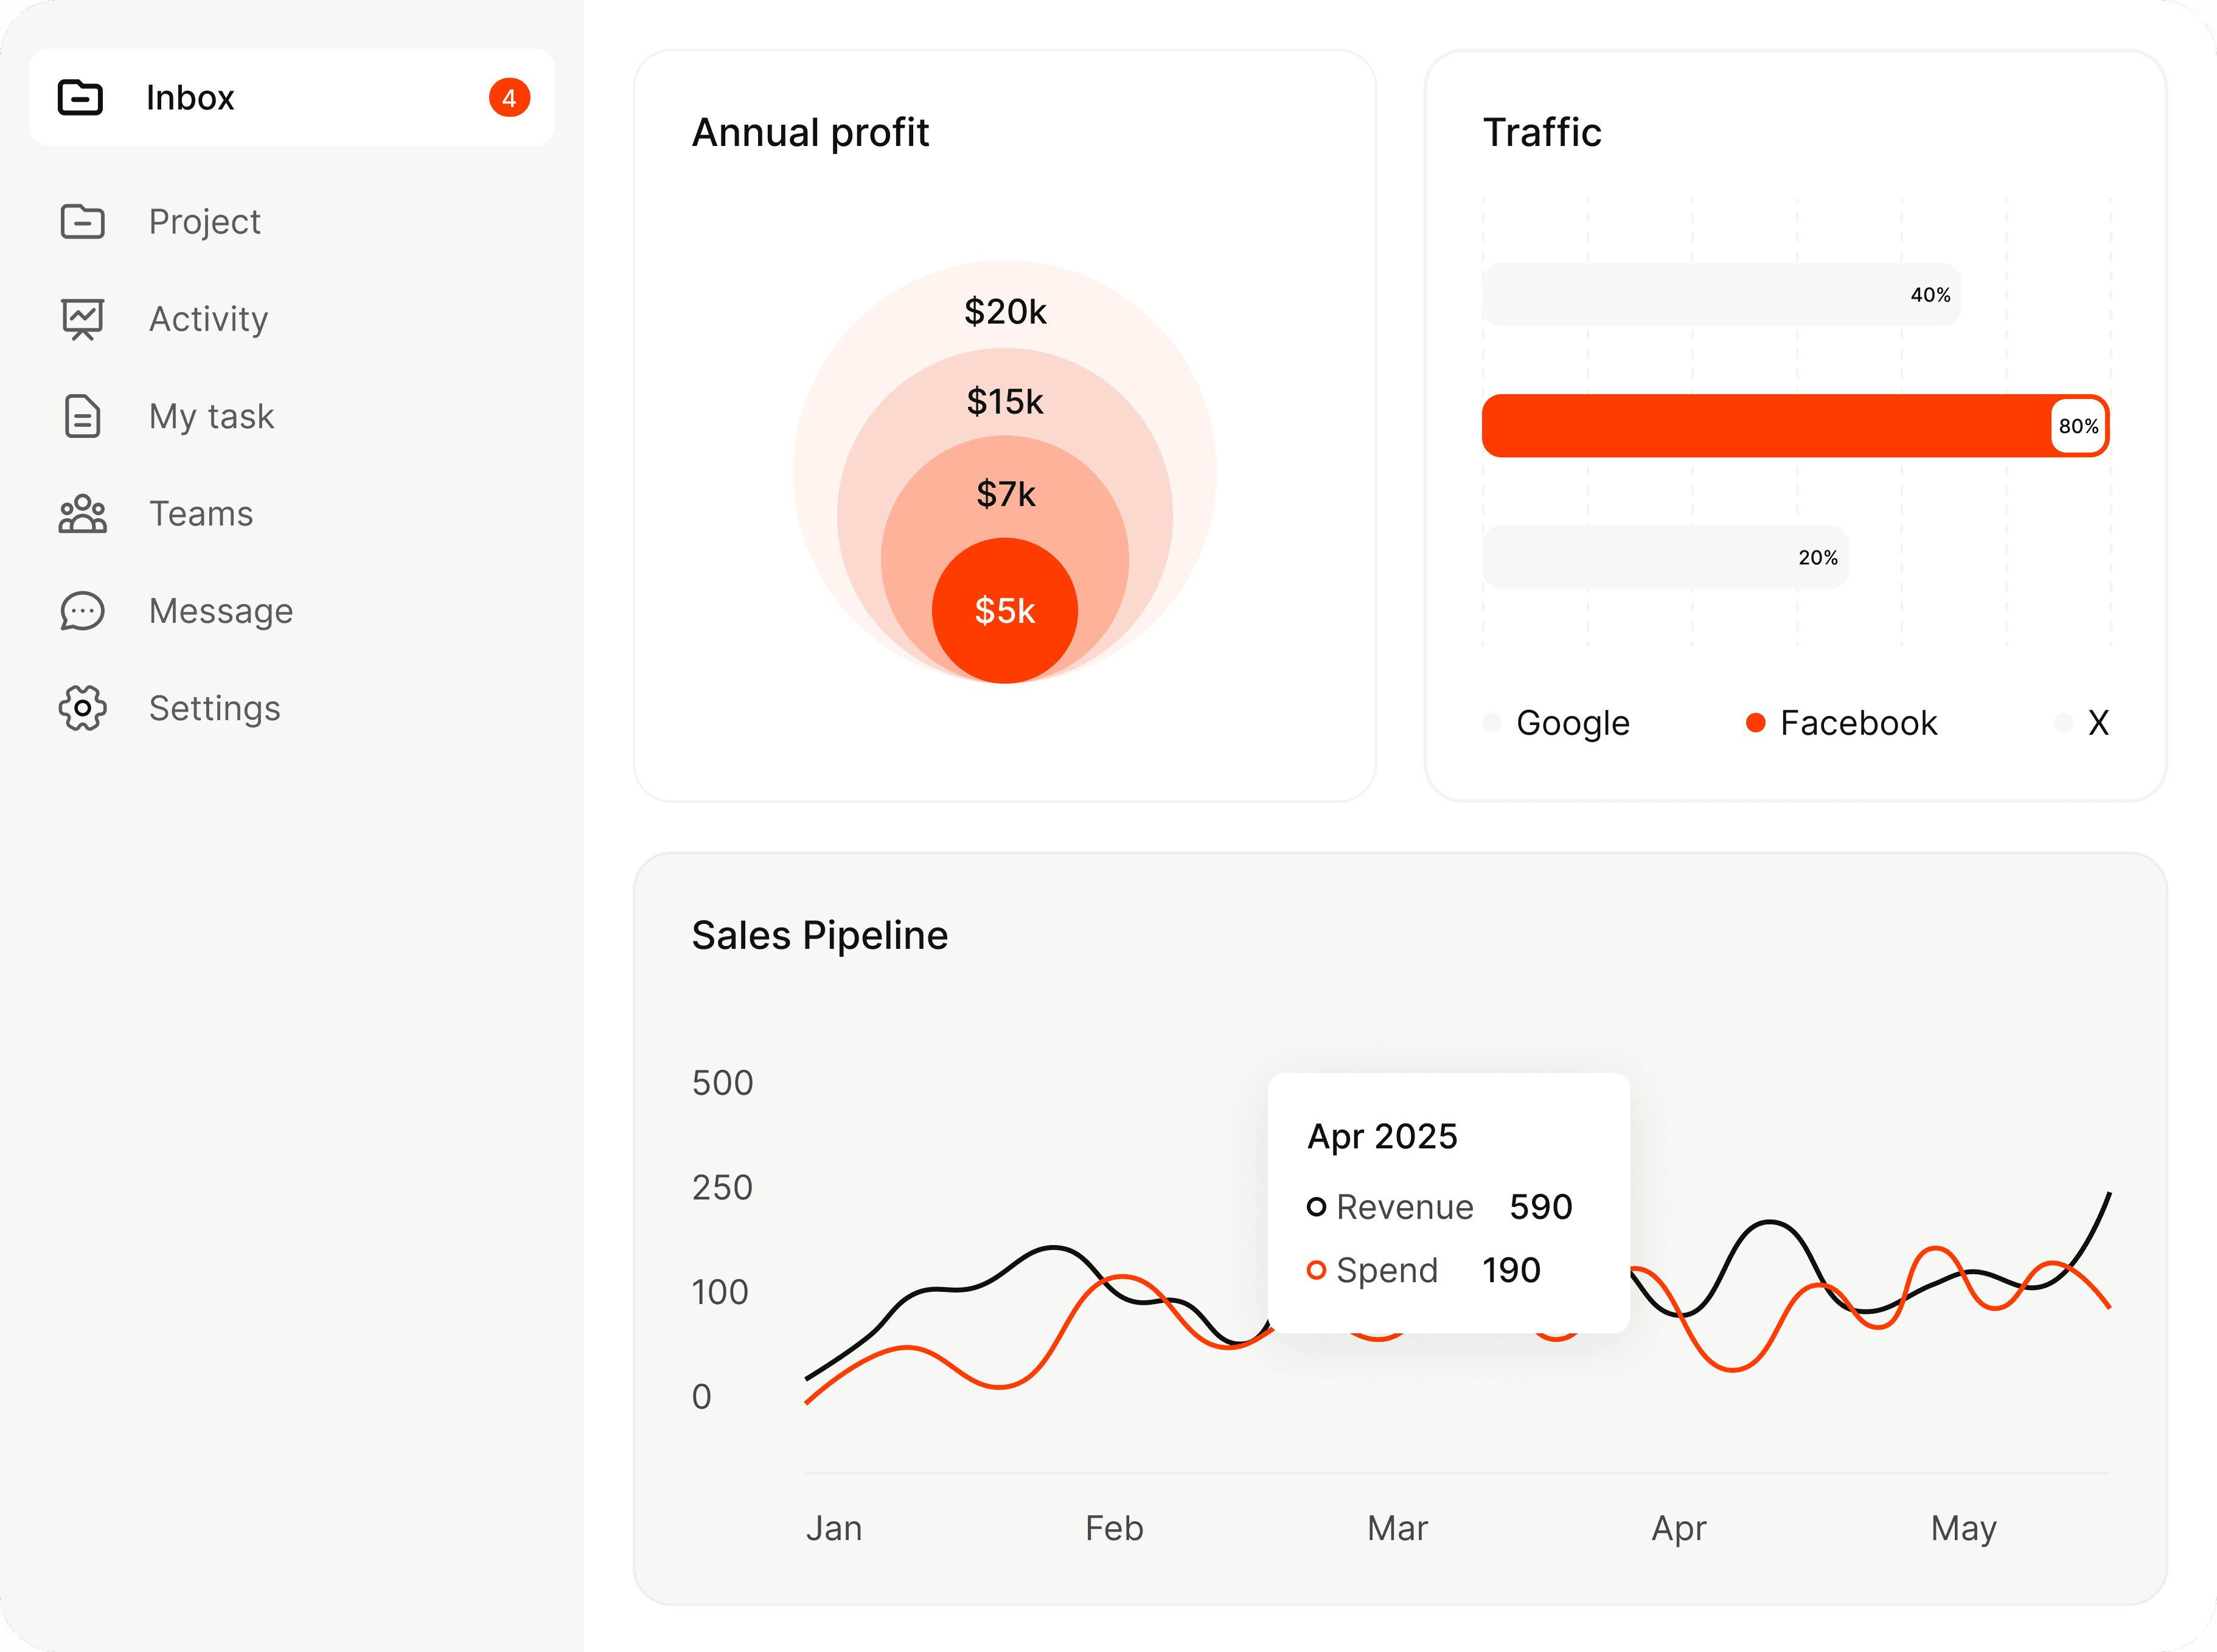 Inbox 4
Project
Activity
My task
Teams
Message
Settings
Annual profit
$20k
$15k
$7k
$5k
Traffic
40%
80%
20%
Google Facebook X
Sales Pipeline
500
250
100
0
Apr 2025
Revenue 590
Spend 190
Jan Feb Mar Apr May